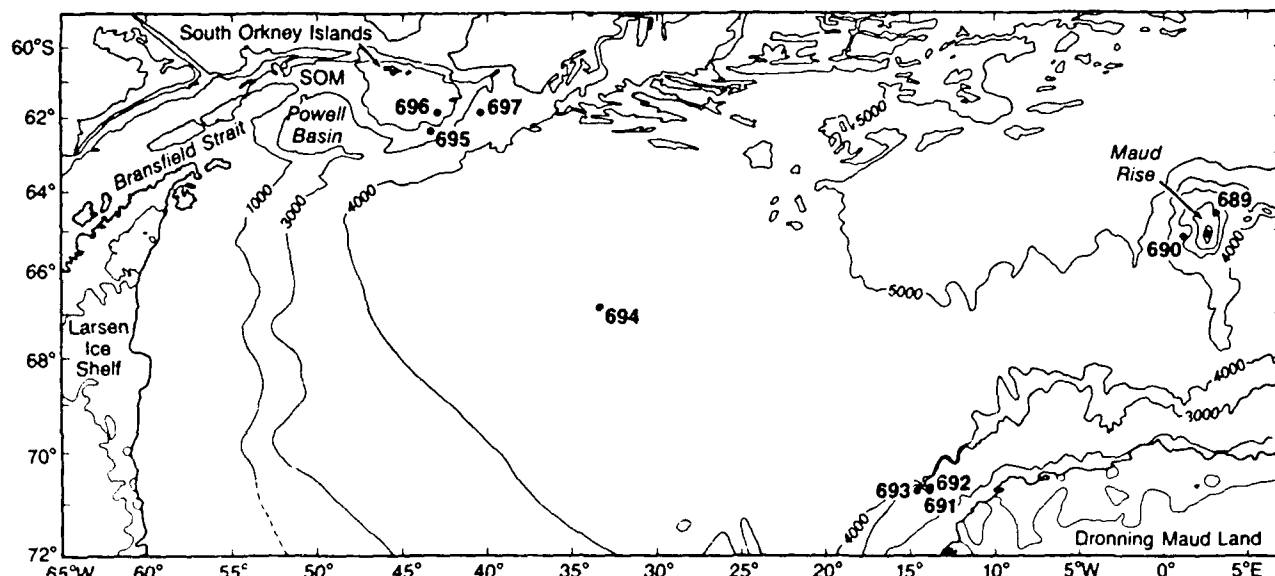 60°S
South Orkney Islands
SOM
696
697
62°
Powell
Basin
695
5000
Bransfield Strait
Maud
Rise
64°
1000
3000
4000
689
690
4000
66°
5000
694
Larsen
Ice
Shelf
68°
4000
3000
70°
693
692
691
4000
Dronning Maud Land
72°
65°W
60°
55°
50°
45°
40°
35°
30°
25°
20°
15°
10°
5°W
0°
5°E